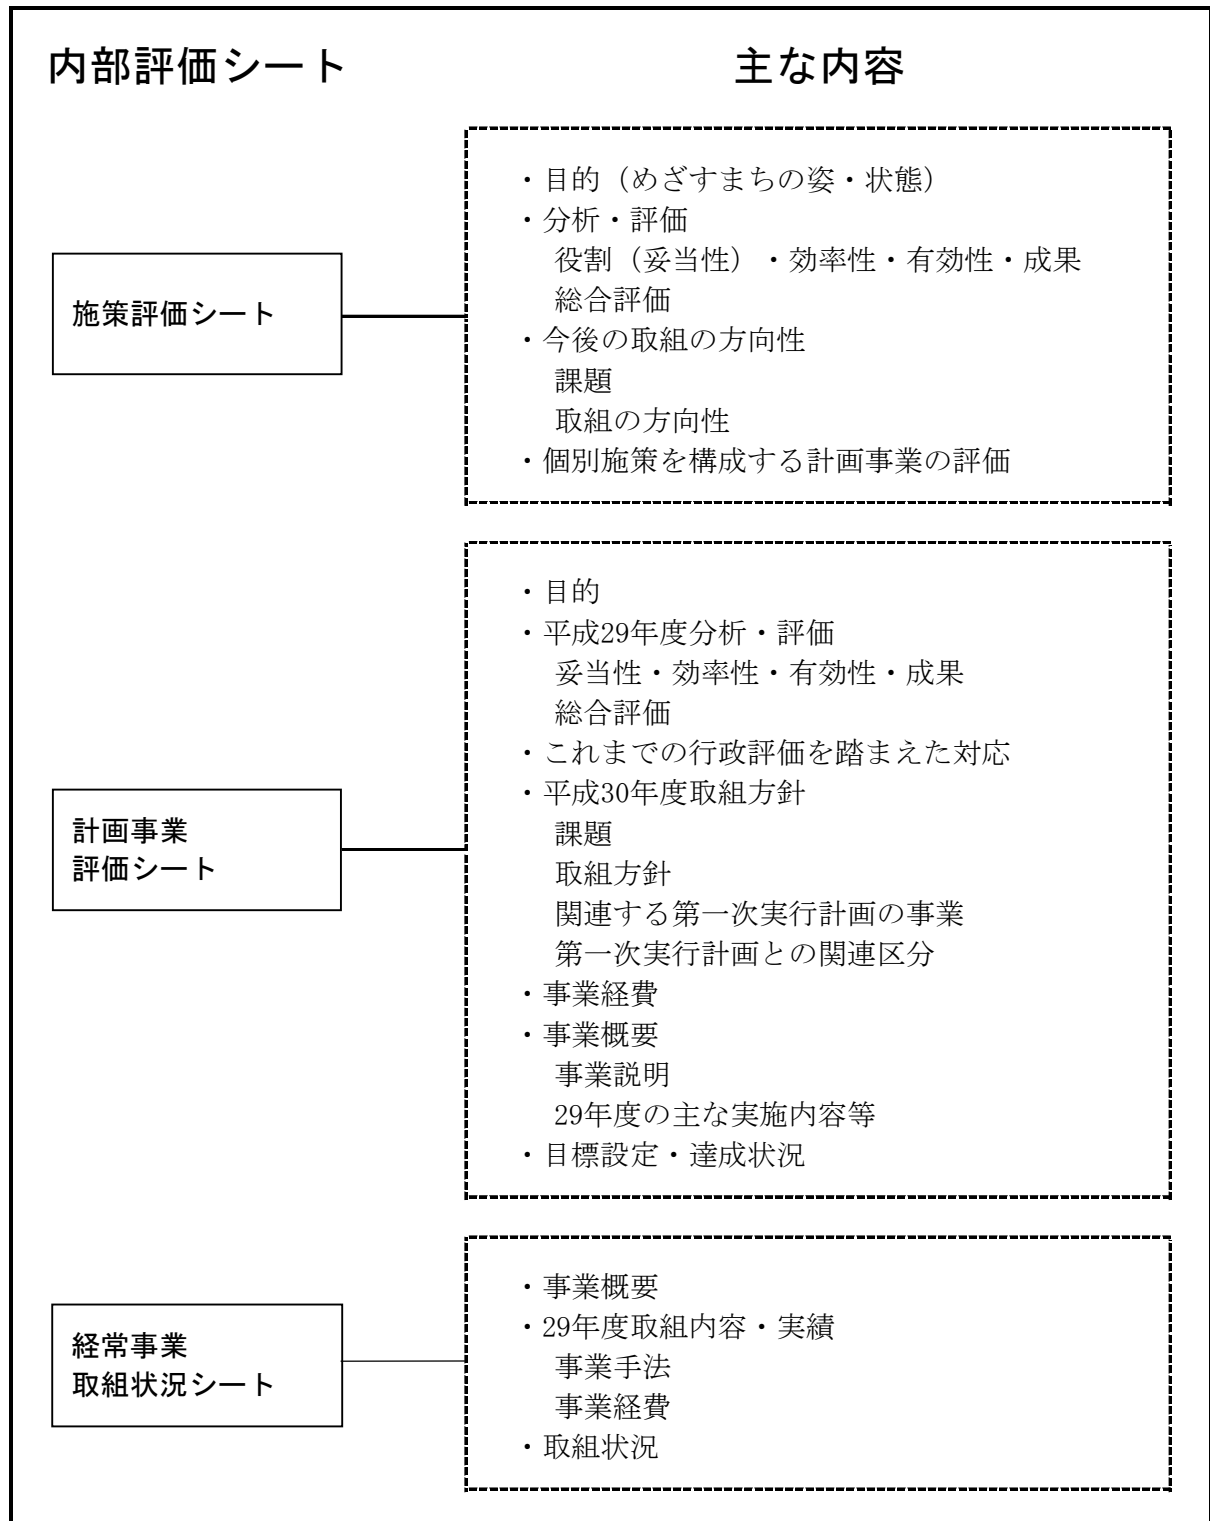 内部評価シート
主な内容
施策評価シート
・目的（めざすまちの姿・状態）
・分析・評価
役割（妥当性）・効率性・有効性・成果
総合評価
・今後の取組の方向性
課題
取組の方向性
・個別施策を構成する計画事業の評価
計画事業
評価シート
・目的
・平成29年度分析・評価
妥当性・効率性・有効性・成果
総合評価
・これまでの行政評価を踏まえた対応
・平成30年度取組方針
課題
取組方針
関連する第一次実行計画の事業
第一次実行計画との関連区分
・事業経費
・事業概要
事業説明
29年度の主な実施内容等
・目標設定・達成状況
経常事業
取組状況シート
・事業概要
・29年度取組内容・実績
事業手法
事業経費
・取組状況